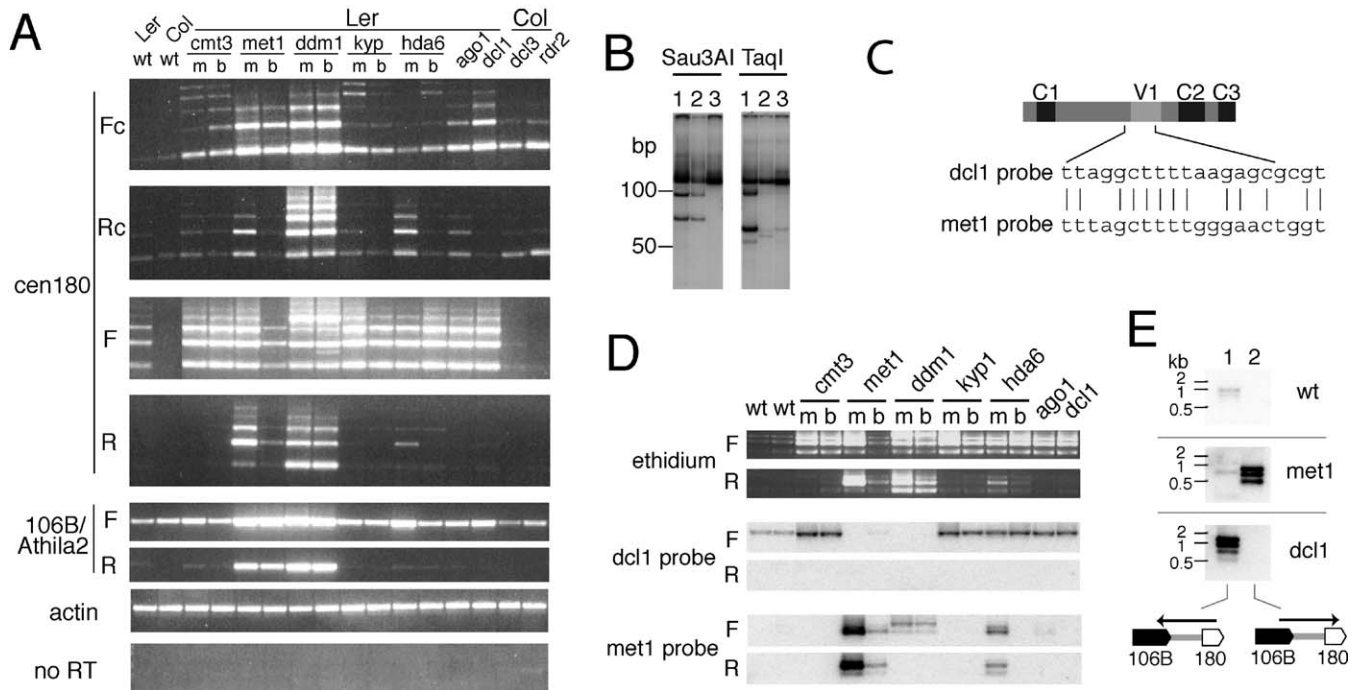 A
Ler
Col
Ler
Col
wt
wt
cmt3
met1
ddm1
kyp
hda6
ago1
dcl1
dcl3
rdr2
m b m b m b m b m b
Fc
Rc
cen180
F
R
106B/
Athila2
F
R
actin
no RT
B
Sau3AI TaqI
1 2 3 1 2 3
bp
100
50
C
C1 V1 C2 C3
dcl1 probe ttaggcttttaagagcgcgt
met1 probe tttagcttttgggaactggt
D
cmt3 met1 ddm1 kyp1 hda6 ago1 dcl1
wt wt m b m b m b m b m b
ethidium
F
R
dcl1 probe
F
R
met1 probe
F
R
E
kb 1 2
2
1
0.5
wt
2
1
0.5
met1
2
1
0.5
dcl1
106B 180 106B 180